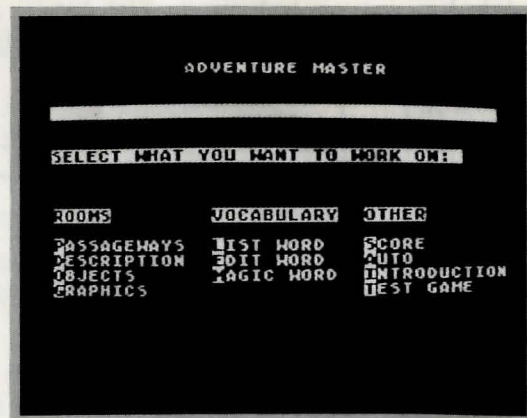 ADVENTURE MASTER
SELECT WHAT YOU WANT TO WORK ON:
ROOMS VOCABULARY OTHER
PASSAGEWAYS LIST WORD SCORE
DESCRIPTION EDIT WORD AUTO
OBJECTS MAGIC WORD INTRODUCTION
GRAPHICS TEST GAME